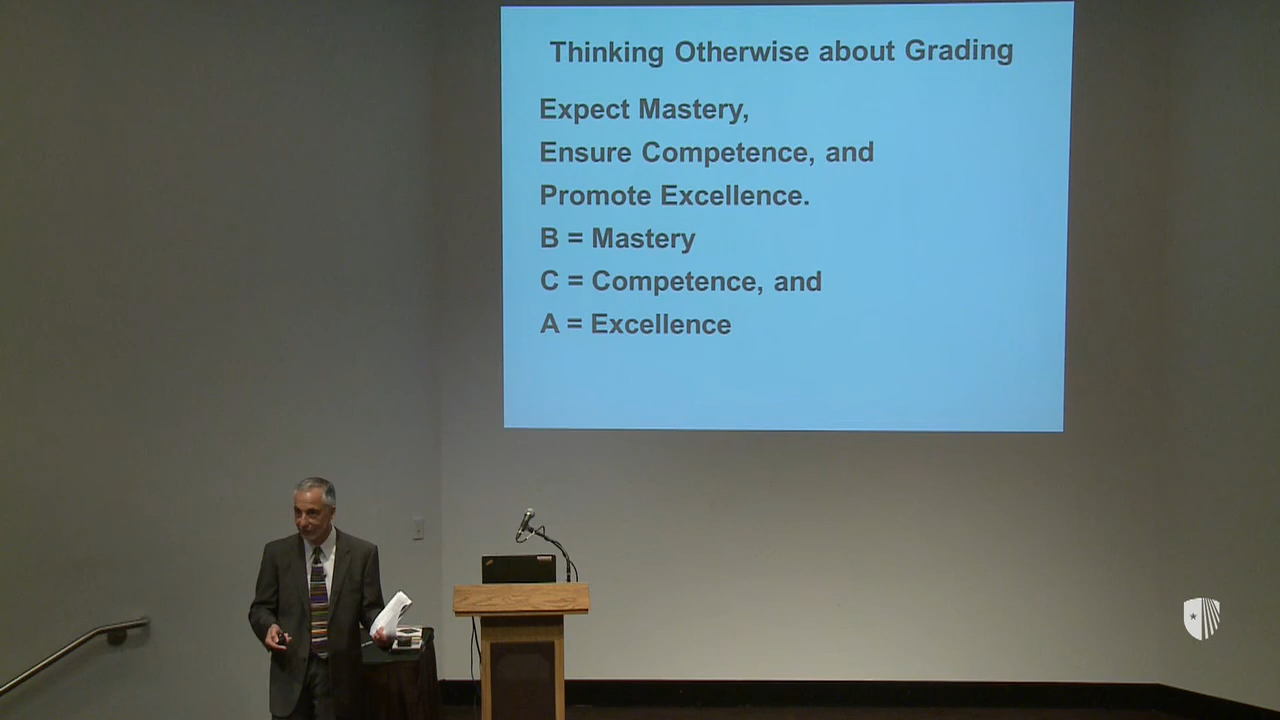 Thinking Otherwise about Grading
Expect Mastery,
Ensure Competence, and
Promote Excellence.
B = Mastery
C = Competence, and
A = Excellence